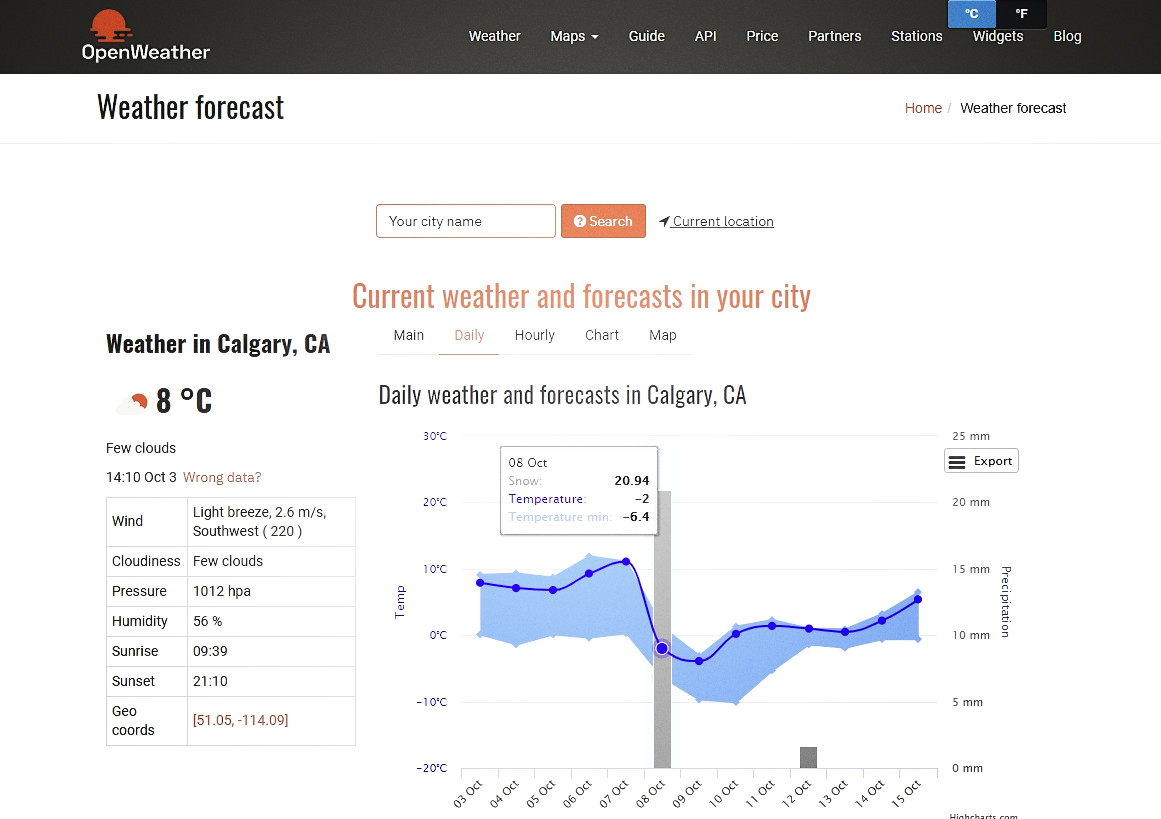 °C °F
OpenWeather
Weather Maps Guide API Price Partners Stations Widgets Blog
Weather forecast
Home / Weather forecast
Your city name
Search
Current location
Current weather and forecasts in your city
Main Daily Hourly Chart Map
Weather in Calgary, CA
8 °C
Few clouds
14:10 Oct 3 Wrong data?
Wind
Light breeze, 2.6 m/s,
Southwest ( 220 )
Cloudiness Few clouds
Pressure 1012 hpa
Humidity 56 %
Sunrise 09:39
Sunset 21:10
Geo
coords
[51.05, -114.09]
Daily weather and forecasts in Calgary, CA
30°C
20°C
10°C
0°C
-10°C
-20°C
Temp
08 Oct
Snow: 20.94
Temperature: -2
Temperature min: -6.4
25 mm
20 mm
15 mm
10 mm
5 mm
0 mm
Precipitation
Export
03 Oct 04 Oct 05 Oct 06 Oct 07 Oct 08 Oct 09 Oct 10 Oct 11 Oct 12 Oct 13 Oct 14 Oct 15 Oct
Highcharts.com